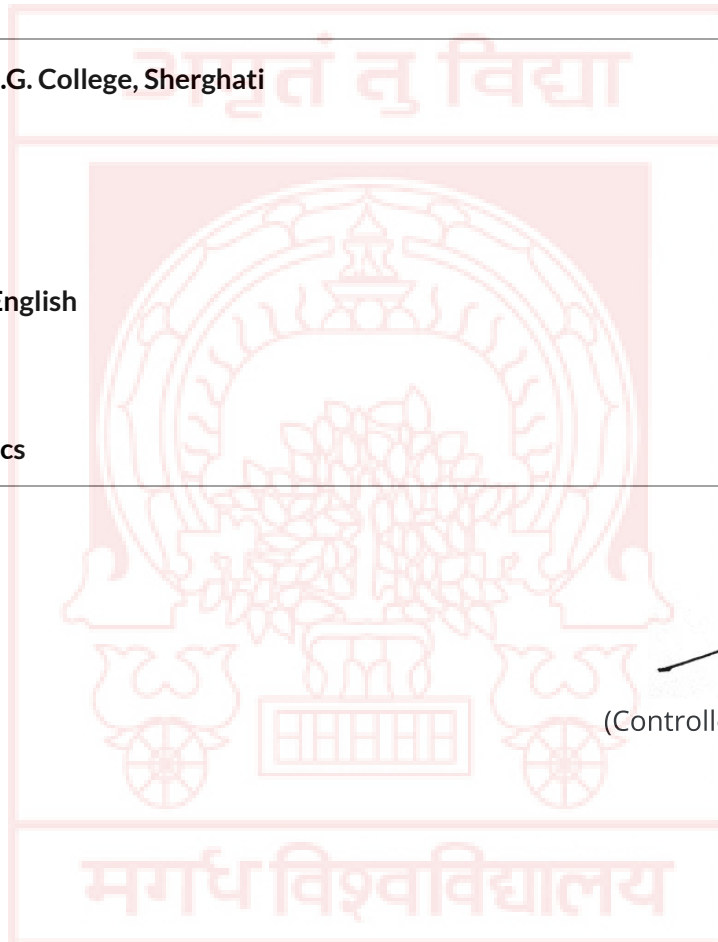 अमृतं तु विद्या
.G. College, Sherghati
English
cs
(Controll
मगध विश्वविद्यालय